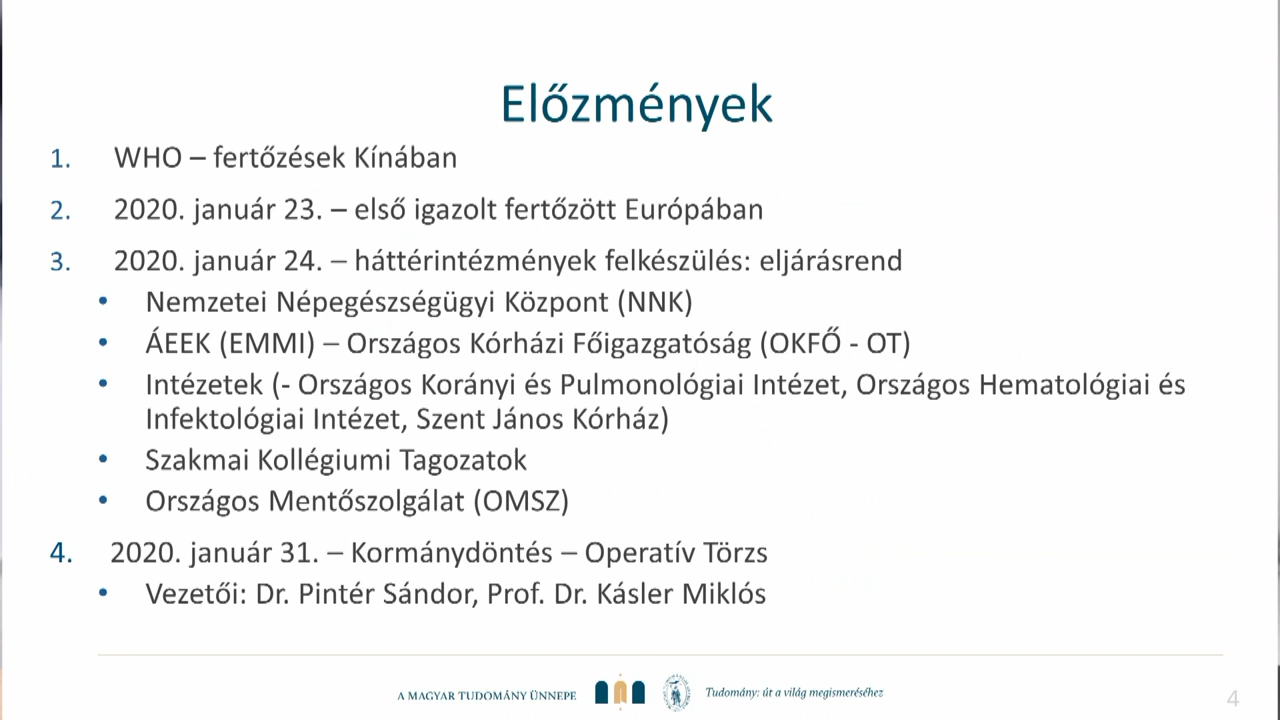 Előzmények
1. WHO – fertőzések Kínában
2. 2020. január 23. – első igazolt fertőzött Európában
3. 2020. január 24. – háttérintézmények felkészülés: eljárásrend
• Nemzetei Népegészségügyi Központ (NNK)
• ÁEEK (EMMI) – Országos Kórházi Főigazgatóság (OKFŐ - OT)
• Intézetek (- Országos Korányi és Pulmonológiai Intézet, Országos Hematológiai és
Infektológiai Intézet, Szent János Kórház)
• Szakmai Kollégiumi Tagozatok
• Országos Mentőszolgálat (OMSZ)
4. 2020. január 31. – Kormánydöntés – Operatív Törzs
• Vezetői: Dr. Pintér Sándor, Prof. Dr. Kásler Miklós
A MAGYAR TUDOMÁNY ÜNNEPE
Tudomány: út a világ megismeréséhez
4